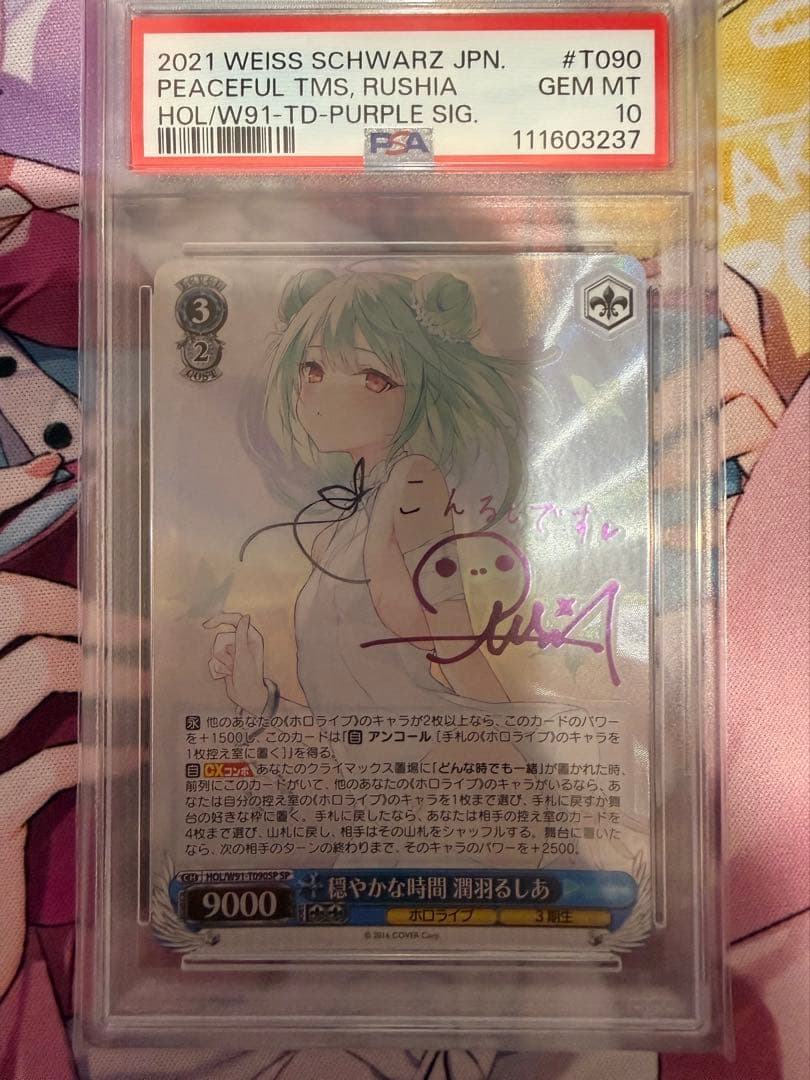 2021 WEISS SCHWARZ JPN. #T090
PEACEFUL TMS, RUSHIA GEM MT
HOL/W91-TD-PURPLE SIG. 10
PSA 111603237
LEVEL
3
2
COST
こんるしです
Rushia
永 他のあなたの《ホロライブ》のキャラが2枚以上なら、このカードのパワー
を+1500し、このカードは『自 アンコール [手札の《ホロライブ》のキャラを
1枚控え室に置く]』を得る。
自 CXコンボ あなたのクライマックス置場に「どんな時でも一緒」が置かれた時、
前列にこのカードがいて、他のあなたの《ホロライブ》のキャラがいるなら、あ
なたは自分の控え室の《ホロライブ》のキャラを1枚まで選び、手札に戻すか舞
台の好きな枠に置く。手札に戻したなら、あなたは相手の控え室のカードを
4枚まで選び、山札に戻し、相手はその山札をシャッフルする。舞台に置いた
なら、次の相手のターンの終わりまで、そのキャラのパワーを+2500。
CH HOL/W91-T090SP SP
穏やかな時間 潤羽るしあ
9000 ホロライブ 3期生
© 2016 COVER Corp.